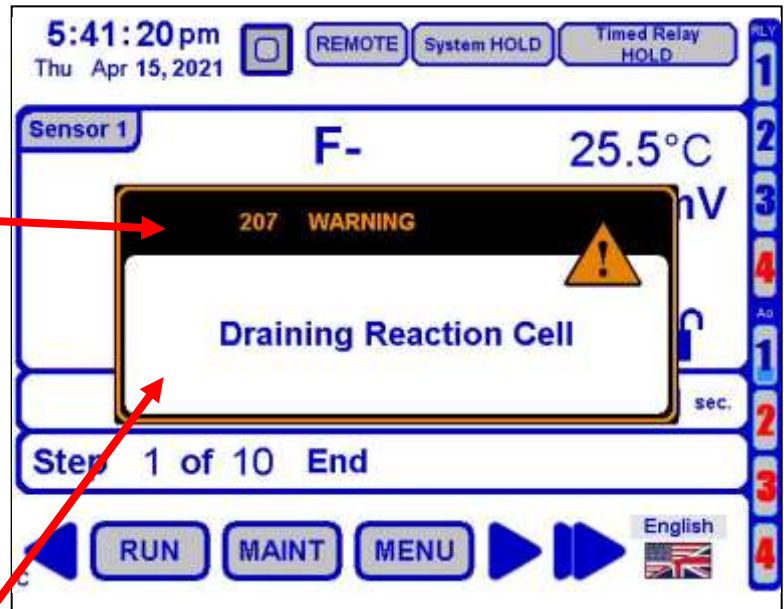 5:41:20 pm
Thu Apr 15, 2021
REMOTE
System HOLD
Timed Relay
HOLD
RLY
1
2
3
4
Ao
1
2
3
4
Sensor 1
F-
25.5°C
mV
207 WARNING
!
Draining Reaction Cell
sec.
Step 1 of 10 End
RUN
MAINT
MENU
English
C